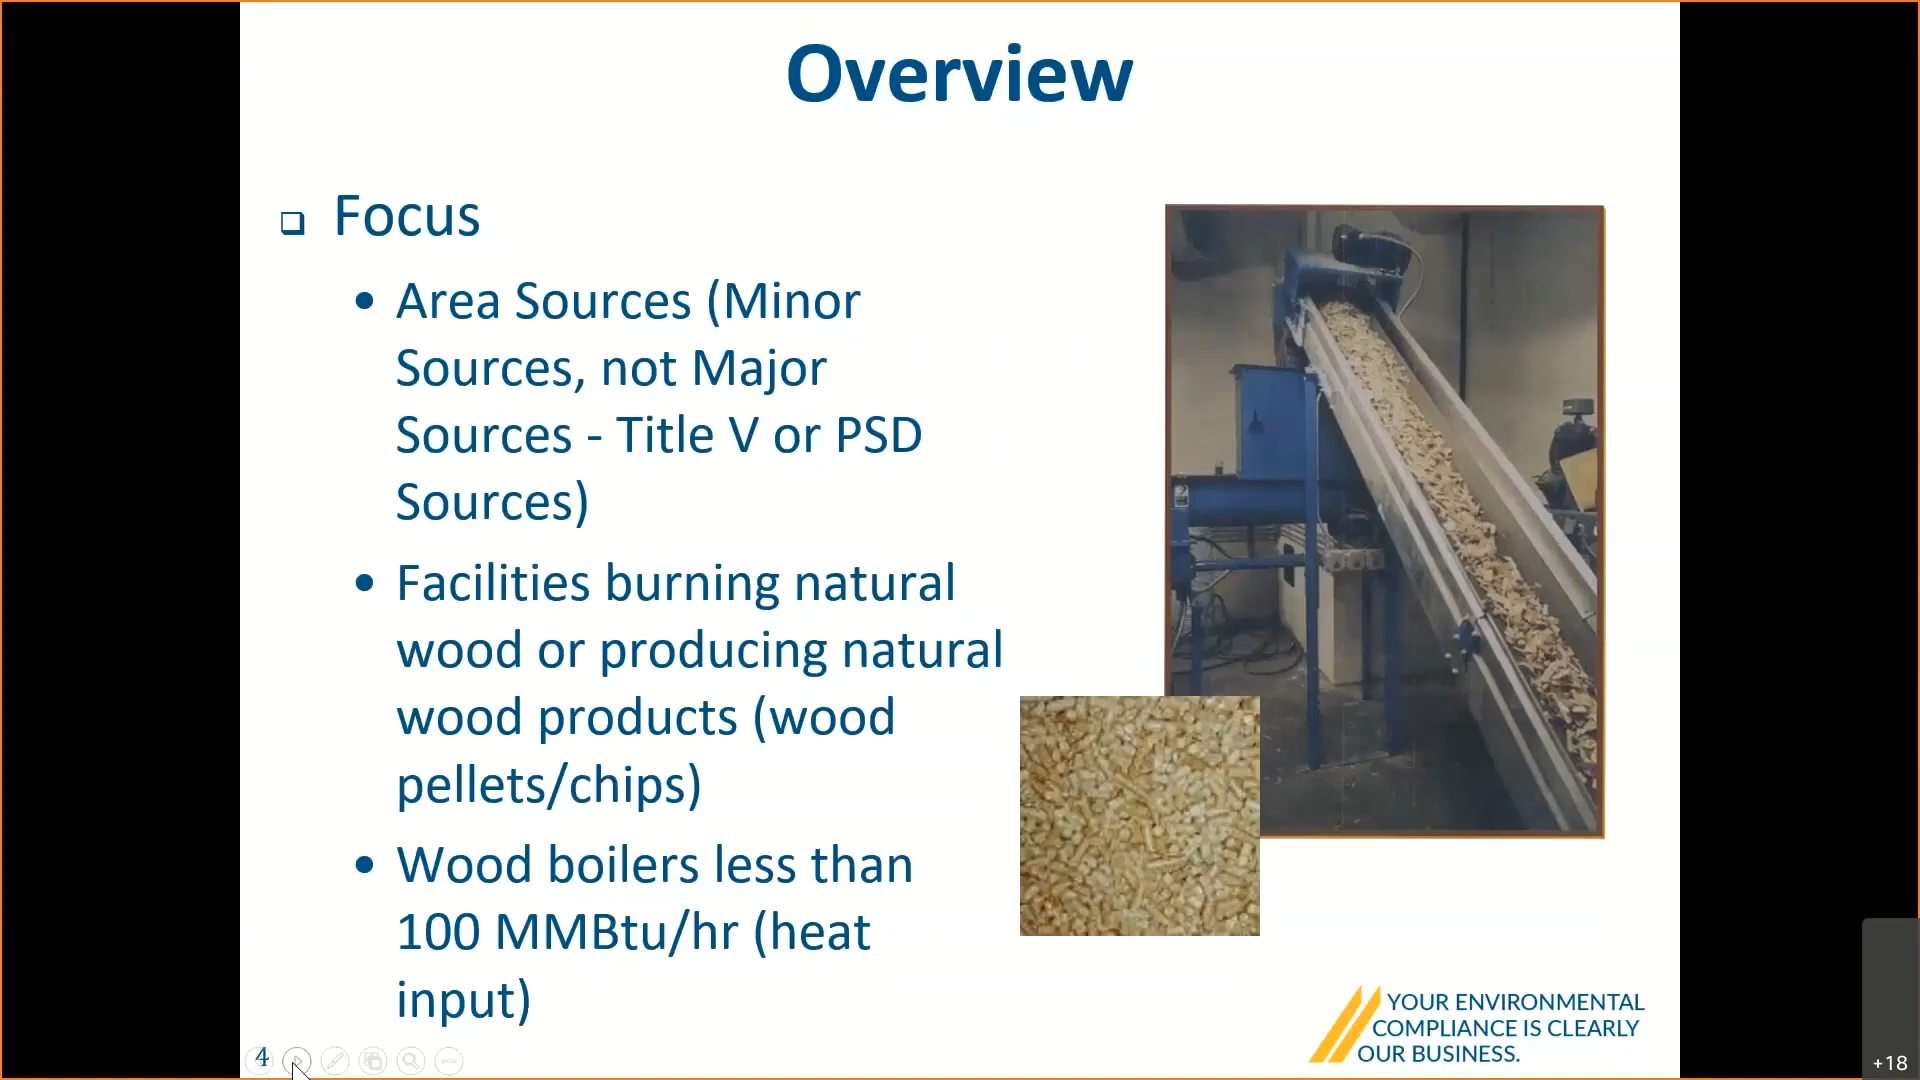 Overview
Focus
• Area Sources (Minor
Sources, not Major
Sources - Title V or PSD
Sources)
• Facilities burning natural
wood or producing natural
wood products (wood
pellets/chips)
• Wood boilers less than
100 MMBtu/hr (heat
input)
YOUR ENVIRONMENTAL
COMPLIANCE IS CLEARLY
OUR BUSINESS.
4
+18